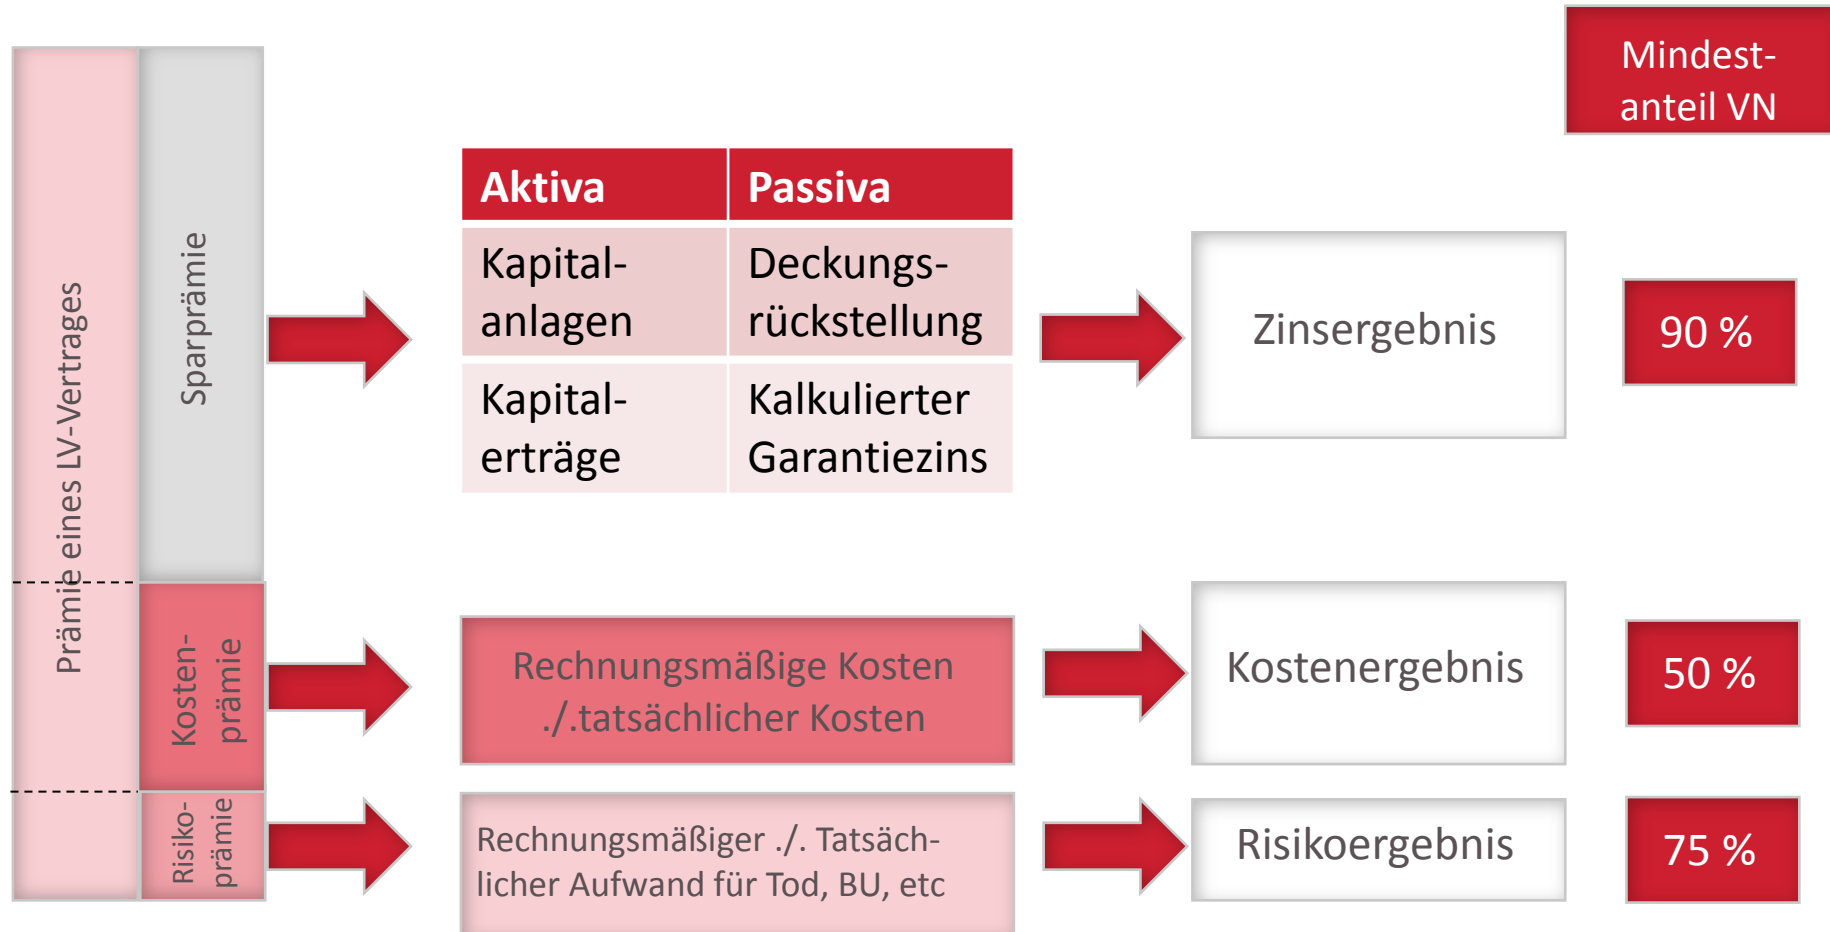 Mindest-
anteil VN
Prämie eines LV-Vertrages
Sparprämie
Aktiva Passiva
Kapital- Deckungs-
anlagen rückstellung
Kapital- Kalkulierter
erträge Garantiezins
Zinsergebnis
90 %
Kosten-
prämie
Rechnungsmäßige Kosten
./.tatsächlicher Kosten
Kostenergebnis
50 %
Risiko-
prämie
Rechnungsmäßiger ./. Tatsäch-
licher Aufwand für Tod, BU, etc
Risikoergebnis
75 %